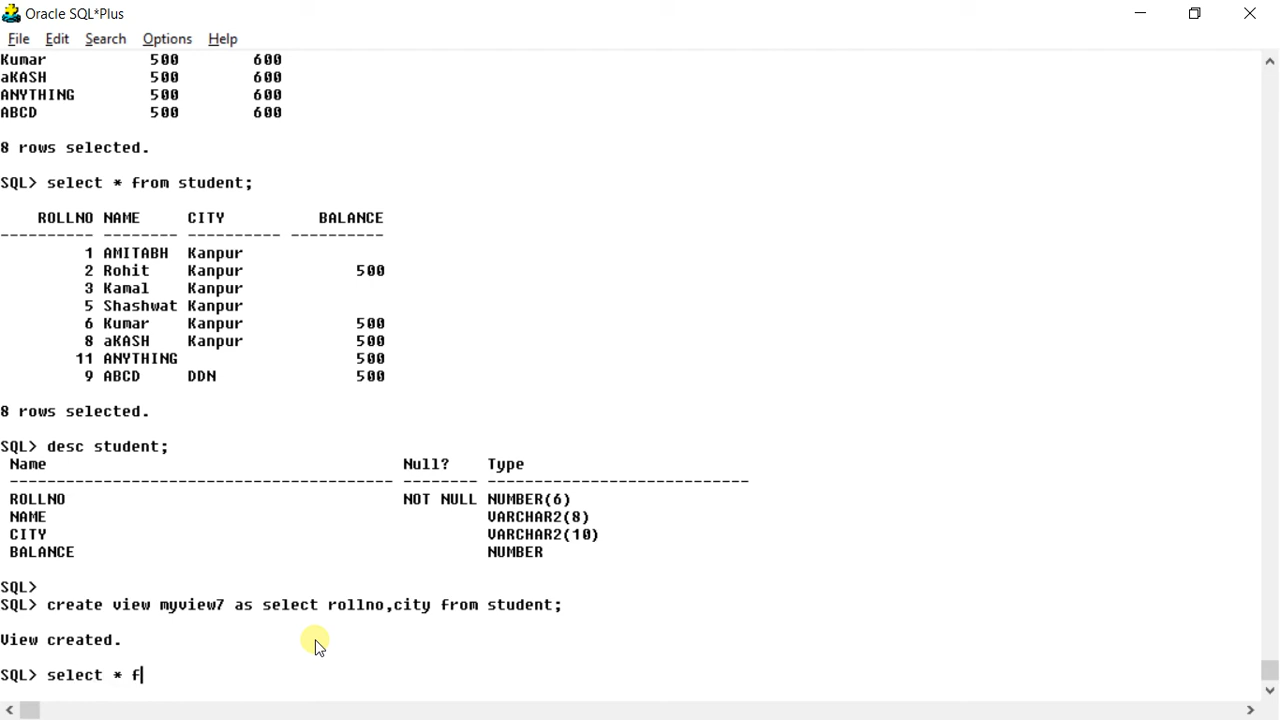 Oracle SQL*Plus
File Edit Search Options Help
Kumar 500 600
aKASH 500 600
ANYTHING 500 600
ABCD 500 600
8 rows selected.
SQL> select * from student;
ROLLNO NAME CITY BALANCE
---------- -------- ---------- ----------
1 AMITABH Kanpur
2 Rohit Kanpur 500
3 Kamal Kanpur
5 Shashwat Kanpur
6 Kumar Kanpur 500
8 aKASH Kanpur 500
11 ANYTHING 500
9 ABCD DDN 500
8 rows selected.
SQL> desc student;
Name Null? Type
----------------------------------------- -------- ----------------------------
ROLLNO NOT NULL NUMBER(6)
NAME VARCHAR2(8)
CITY VARCHAR2(10)
BALANCE NUMBER
SQL>
SQL> create view myview7 as select rollno,city from student;
View created.
SQL> select * f